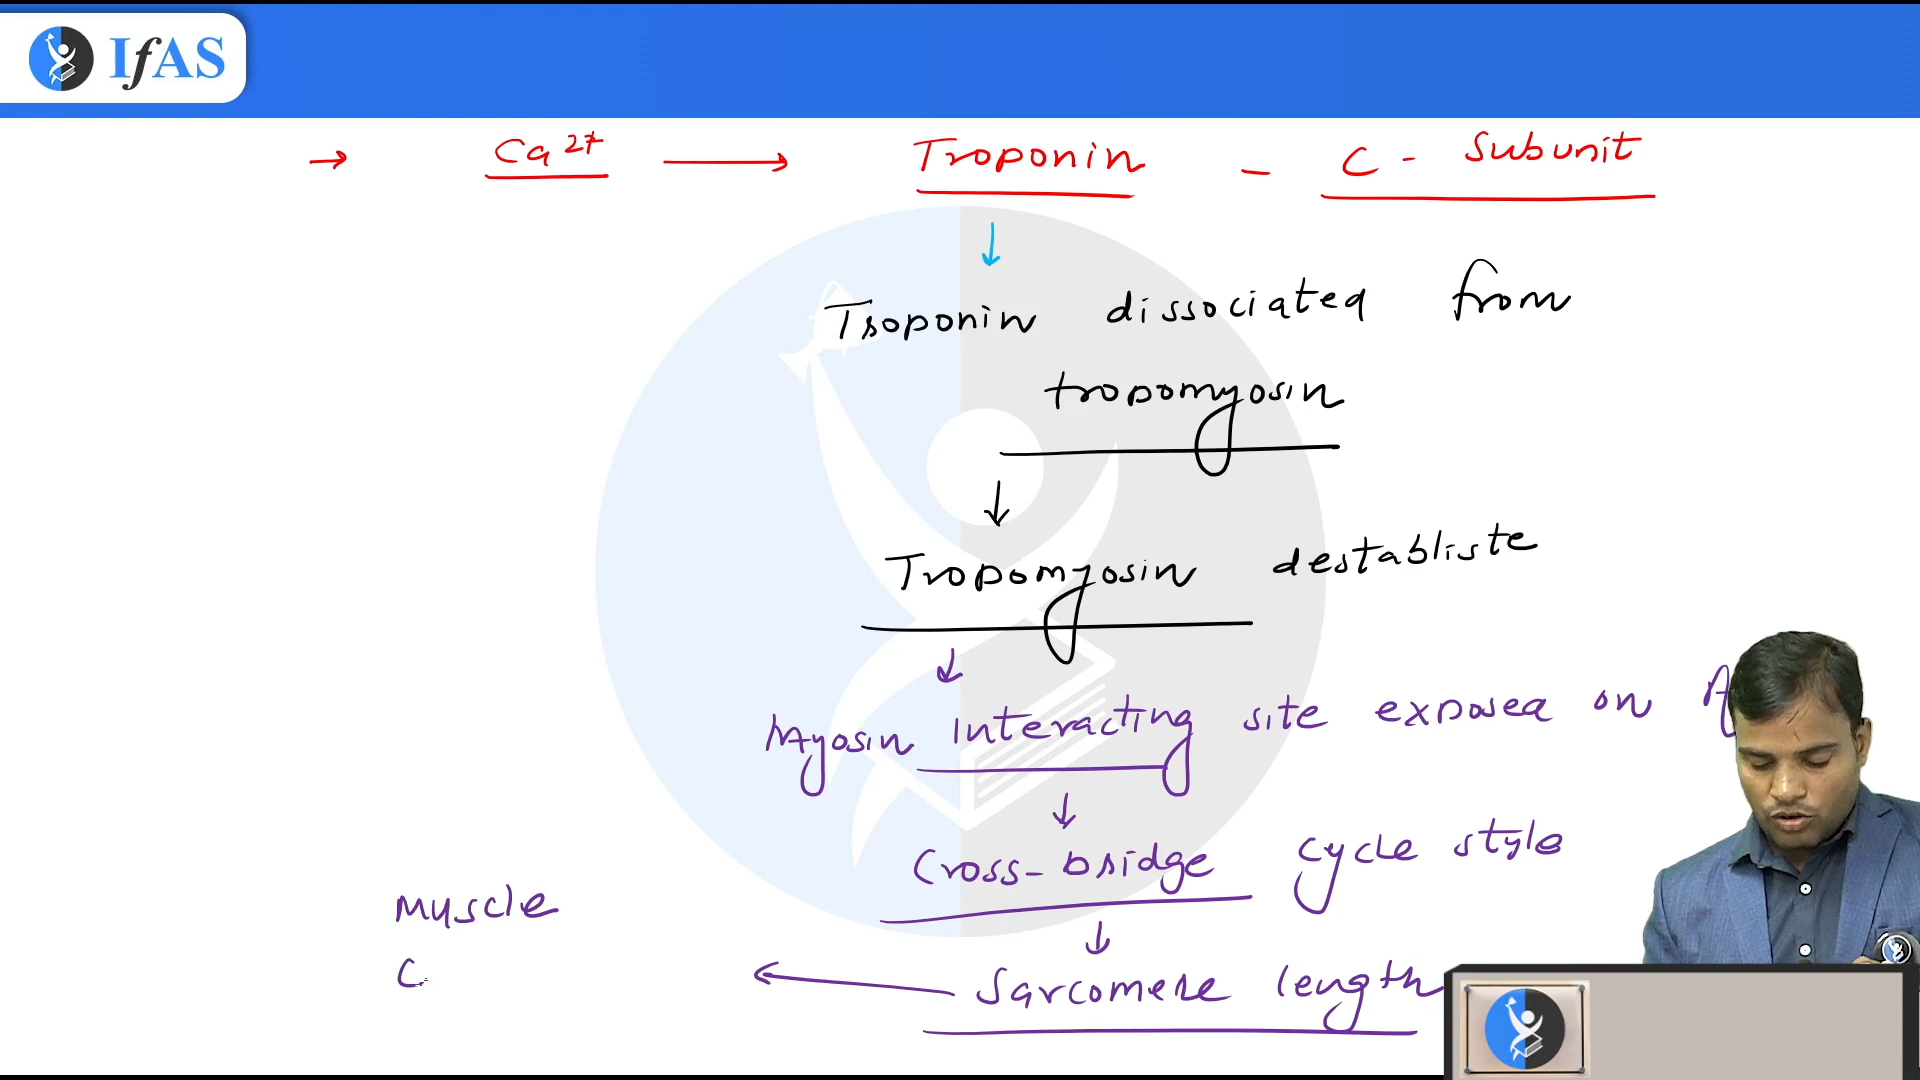 IfAS
→ Ca2+ → Troponin - C - Subunit
↓
Troponin dissociated from
tropomyosin
↓
Tropomyosin destabliste
↓
Myosin interacting site exposed on A
↓
Cross-bridge cycle style
↓
muscle
C ← Sarcomere length